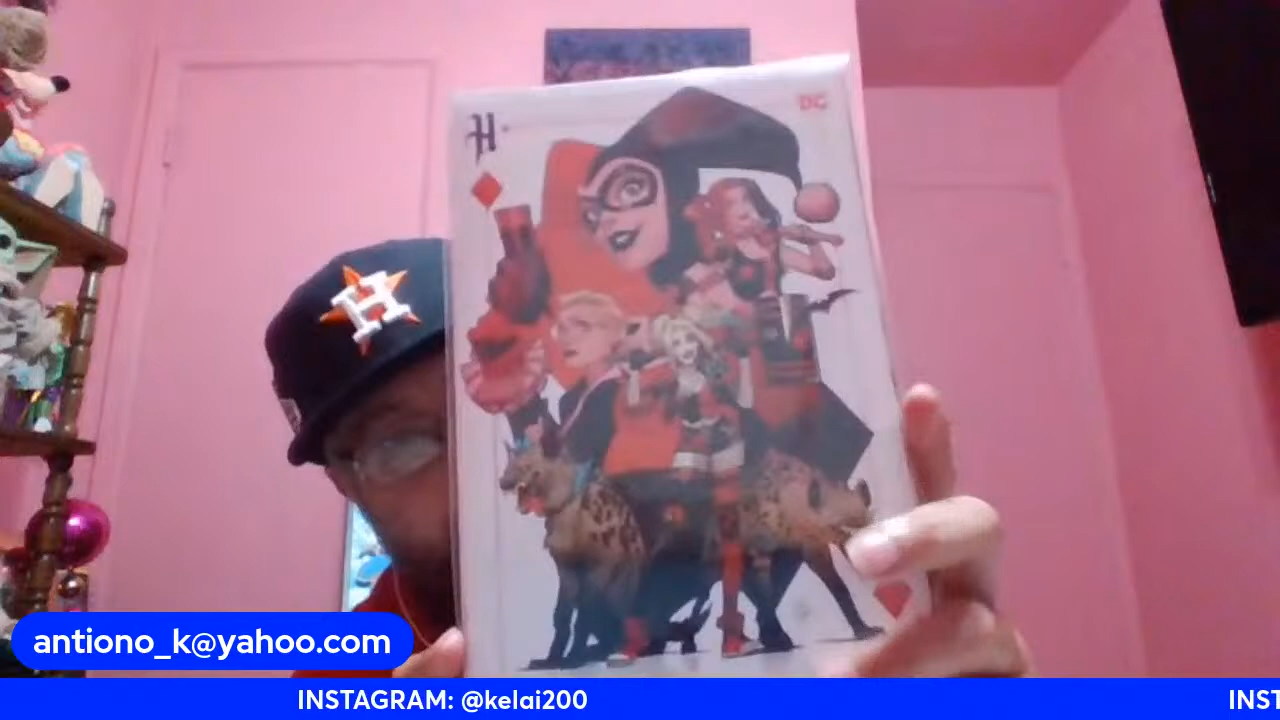 DC
H
H
antiono_k@yahoo.com
INSTAGRAM: @kelai200
INST